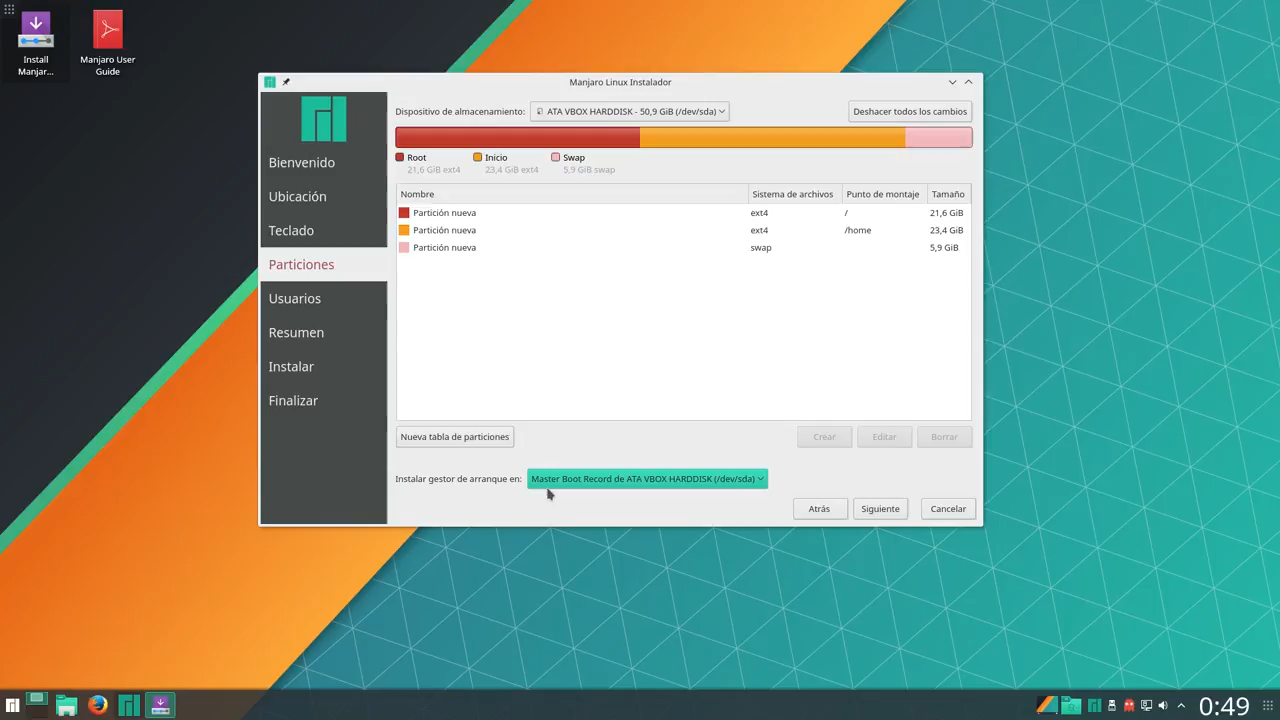 Install
Manjar...
Manjaro User
Guide
Manjaro Linux Instalador
Bienvenido
Ubicación
Teclado
Particiones
Usuarios
Resumen
Instalar
Finalizar
Dispositivo de almacenamiento: ATA VBOX HARDDISK - 50,9 GiB (/dev/sda) Deshacer todos los cambios
Root Inicio Swap
21,6 GiB ext4 23,4 GiB ext4 5,9 GiB swap
Nombre Sistema de archivos Punto de montaje Tamaño
Partición nueva ext4 / 21,6 GiB
Partición nueva ext4 /home 23,4 GiB
Partición nueva swap 5,9 GiB
Nueva tabla de particiones Crear Editar Borrar
Instalar gestor de arranque en: Master Boot Record de ATA VBOX HARDDISK (/dev/sda)
Atrás Siguiente Cancelar
0:49